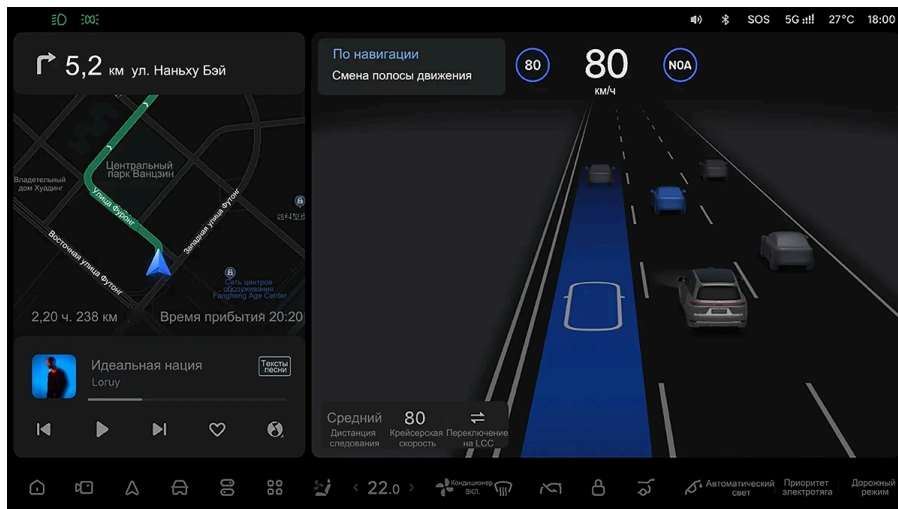 SOS 5G 27°C 18:00
5,2 км ул. Наньху Бэй
Центральный
парк Ванцзин
Владетельный
дом Хуадинг
Улица Фуронг
Западная улица Футонг
Восточная улица Футонг
Сеть центров
обслуживания
Fangheng Age Center
2,20 ч. 238 км Время прибытия 20:20
Идеальная нация
Loruy
Тексты
песни
По навигации
Смена полосы движения
80
80
км/ч
NOA
Средний
Дистанция
следования
80
Крейсерская
скорость
Переключение
на LCC
22.0
Кондиционер
вкл.
Автоматический
свет
Приоритет
электротяга
Дорожный
режим